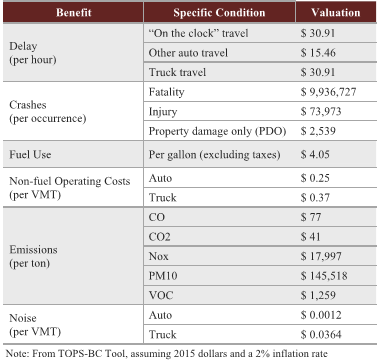 Benefit Specific Condition Valuation
Delay
(per hour)
“On the clock” travel $ 30.91
Other auto travel $ 15.46
Truck travel $ 30.91
Crashes
(per occurrence)
Fatality $ 9,936,727
Injury $ 73,973
Property damage only (PDO) $ 2,539
Fuel Use Per gallon (excluding taxes) $ 4.05
Non-fuel Operating Costs
(per VMT)
Auto $ 0.25
Truck $ 0.37
Emissions
(per ton)
CO $ 77
CO2 $ 41
Nox $ 17,997
PM10 $ 145,518
VOC $ 1,259
Noise
(per VMT)
Auto $ 0.0012
Truck $ 0.0364
Note: From TOPS-BC Tool, assuming 2015 dollars and a 2% inflation rate